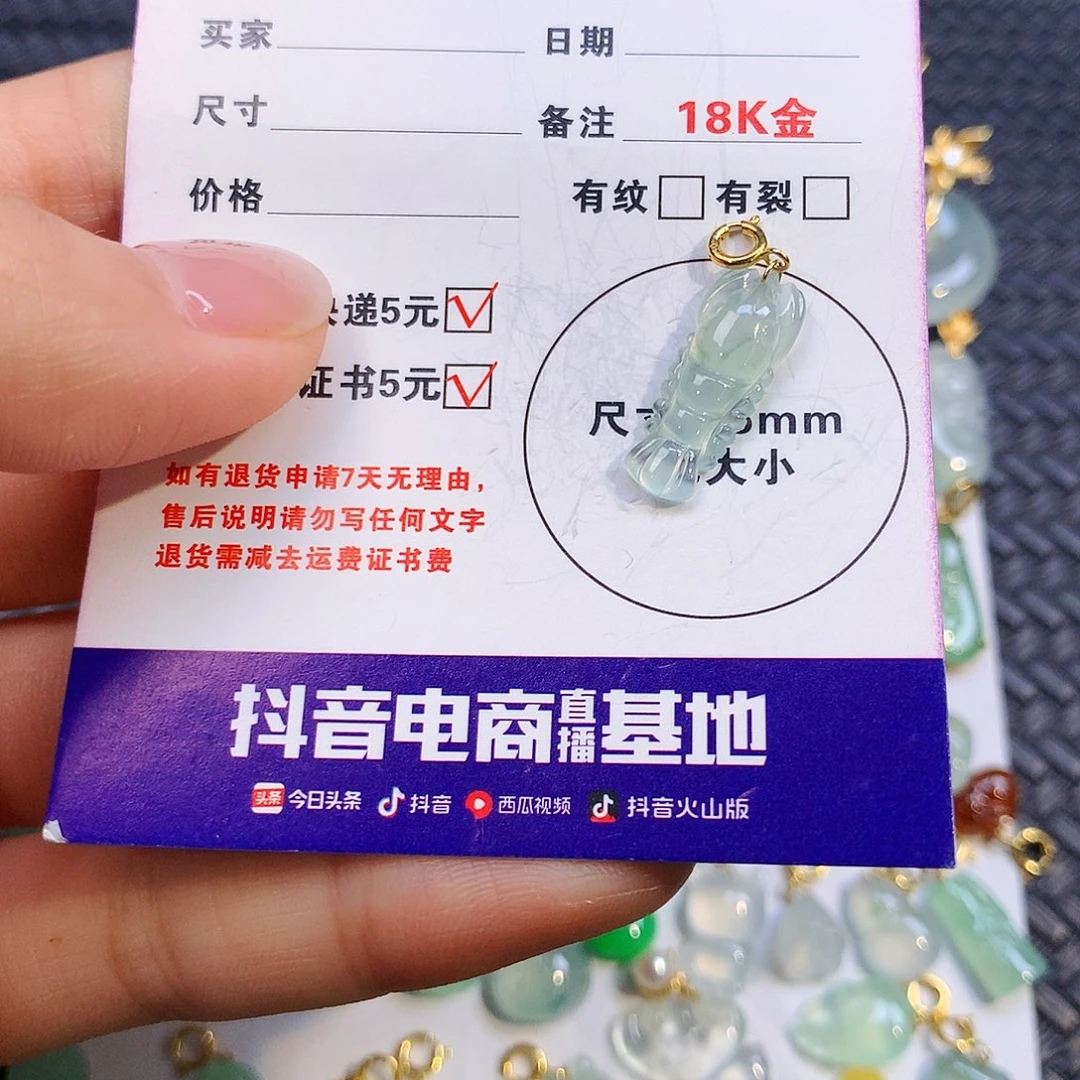 买家 日期
尺寸 备注 18K金
价格 有纹 有裂
递5元
证书5元
尺 mm
大小
如有退货申请7天无理由,
售后说明请勿写任何文字
退货需减去运费证书费
抖音电商直播基地
头条 今日头条 抖音 西瓜视频 抖音火山版